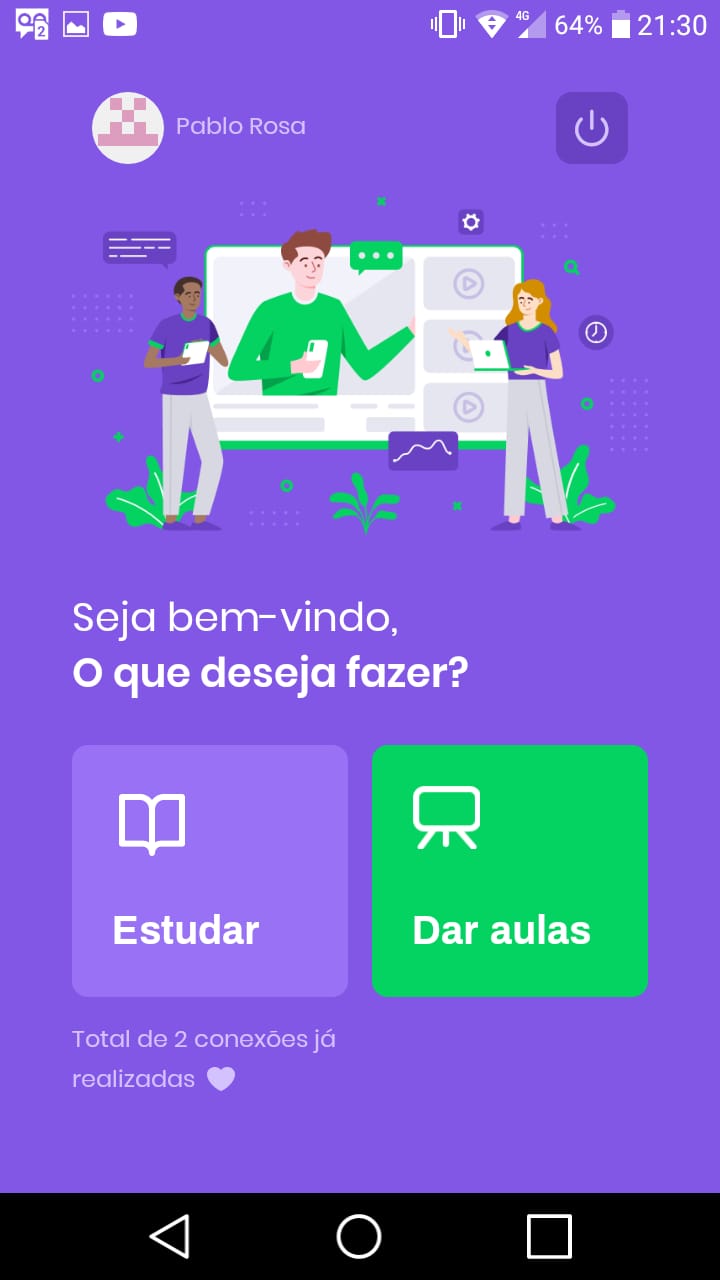 2
4G
64%
21:30
Pablo Rosa
Seja bem-vindo,
O que deseja fazer?
Estudar
Dar aulas
Total de 2 conexões já
realizadas